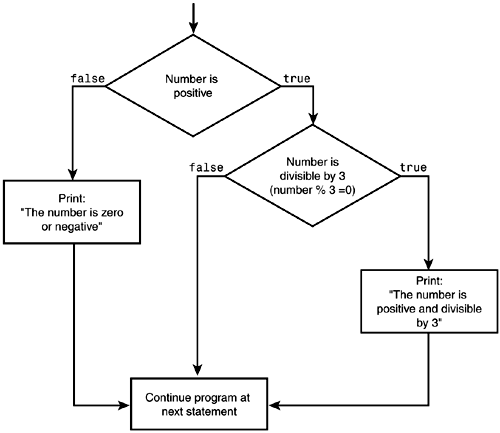 Number is
positive
false
true
Number is
divisible by 3
(number % 3 =0)
false
true
Print:
"The number is zero
or negative"
Print:
"The number is
positive and divisible
by 3"
Continue program at
next statement